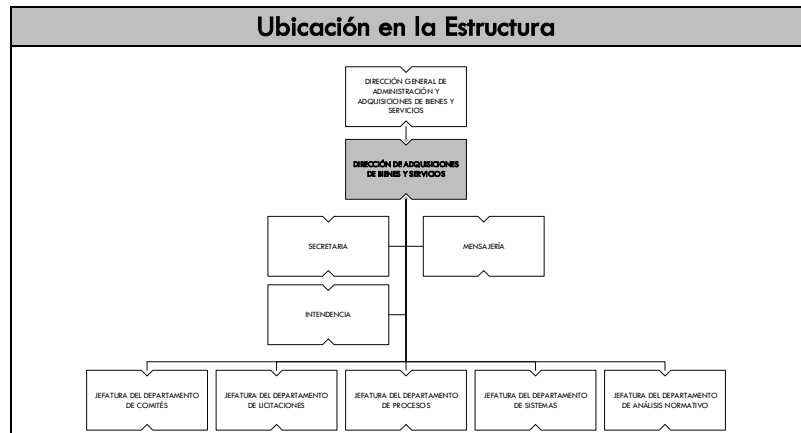 Ubicación en la Estructura
DIRECCIÓN GENERAL DE
ADMINISTRACIÓN Y
ADQUISICIONES DE BIENES Y
SERVICIOS
DIRECCIÓN DE ADQUISICIONES
DE BIENES Y SERVICIOS
SECRETARIA
MENSAJERÍA
INTENDENCIA
JEFATURA DEL DEPARTAMENTO
DE COMITÉS
JEFATURA DEL DEPARTAMENTO
DE LICITACIONES
JEFATURA DEL DEPARTAMENTO
DE PROCESOS
JEFATURA DEL DEPARTAMENTO
DE SISTEMAS
JEFATURA DEL DEPARTAMENTO
DE ANÁLISIS NORMATIVO